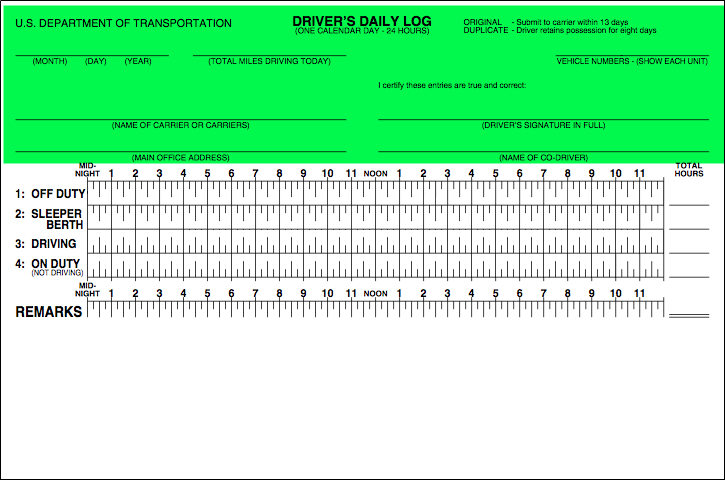 U.S. DEPARTMENT OF TRANSPORTATION DRIVER'S DAILY LOG ORIGINAL - Submit to carrier within 13 days
(ONE CALENDAR DAY - 24 HOURS) DUPLICATE - Driver retains possession for eight days
(MONTH) (DAY) (YEAR) (TOTAL MILES DRIVING TODAY) VEHICLE NUMBERS - (SHOW EACH UNIT)
I certify these entries are true and correct:
(NAME OF CARRIER OR CARRIERS) (DRIVER'S SIGNATURE IN FULL)
(MAIN OFFICE ADDRESS) (NAME OF CO-DRIVER)
MID-NIGHT 1 2 3 4 5 6 7 8 9 10 11 NOON 1 2 3 4 5 6 7 8 9 10 11 TOTAL HOURS
1: OFF DUTY
2: SLEEPER
BERTH
3: DRIVING
4: ON DUTY
(NOT DRIVING)
MID-NIGHT 1 2 3 4 5 6 7 8 9 10 11 NOON 1 2 3 4 5 6 7 8 9 10 11
REMARKS